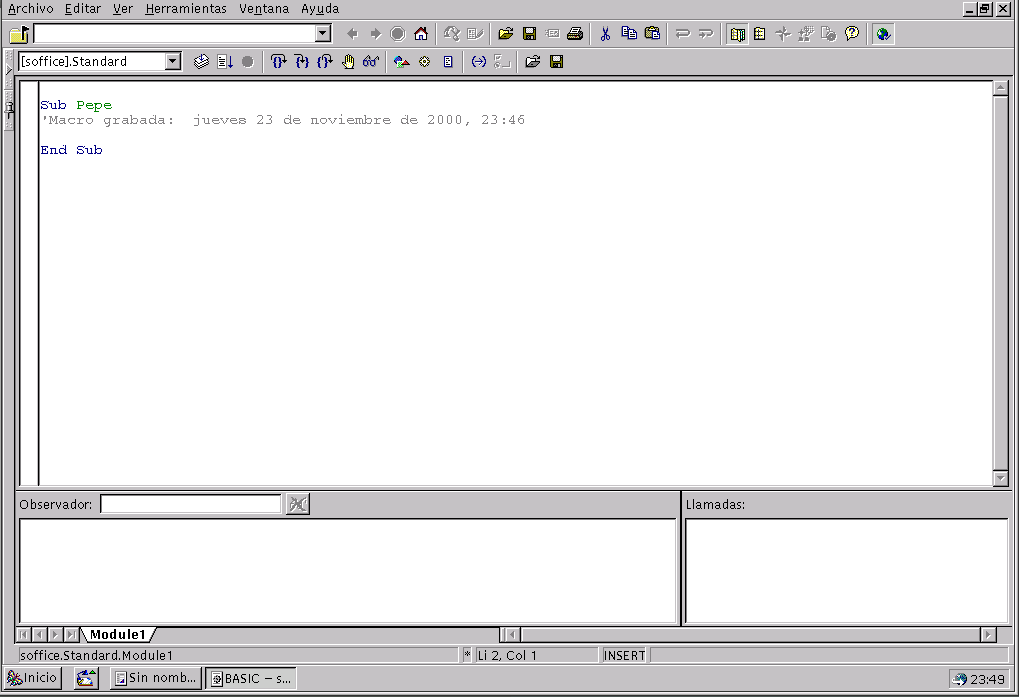 Archivo Editar Ver Herramientas Ventana Ayuda
[soffice].Standard
Sub Pepe
'Macro grabada:  jueves 23 de noviembre de 2000, 23:46
End Sub
Observador:
Llamadas:
Module1
soffice.Standard.Module1 * Li 2, Col 1 INSERT
Inicio Sin nomb... BASIC – s... 23:49